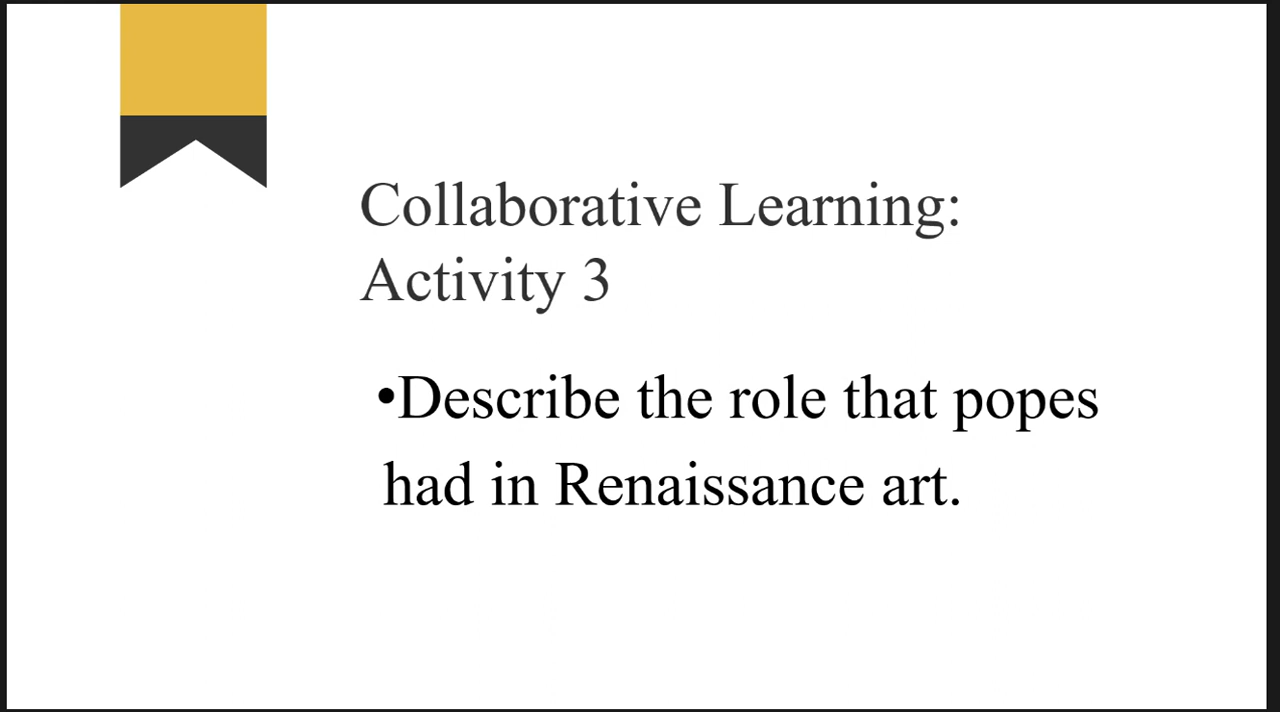 Collaborative Learning:
Activity 3
•Describe the role that popes
had in Renaissance art.